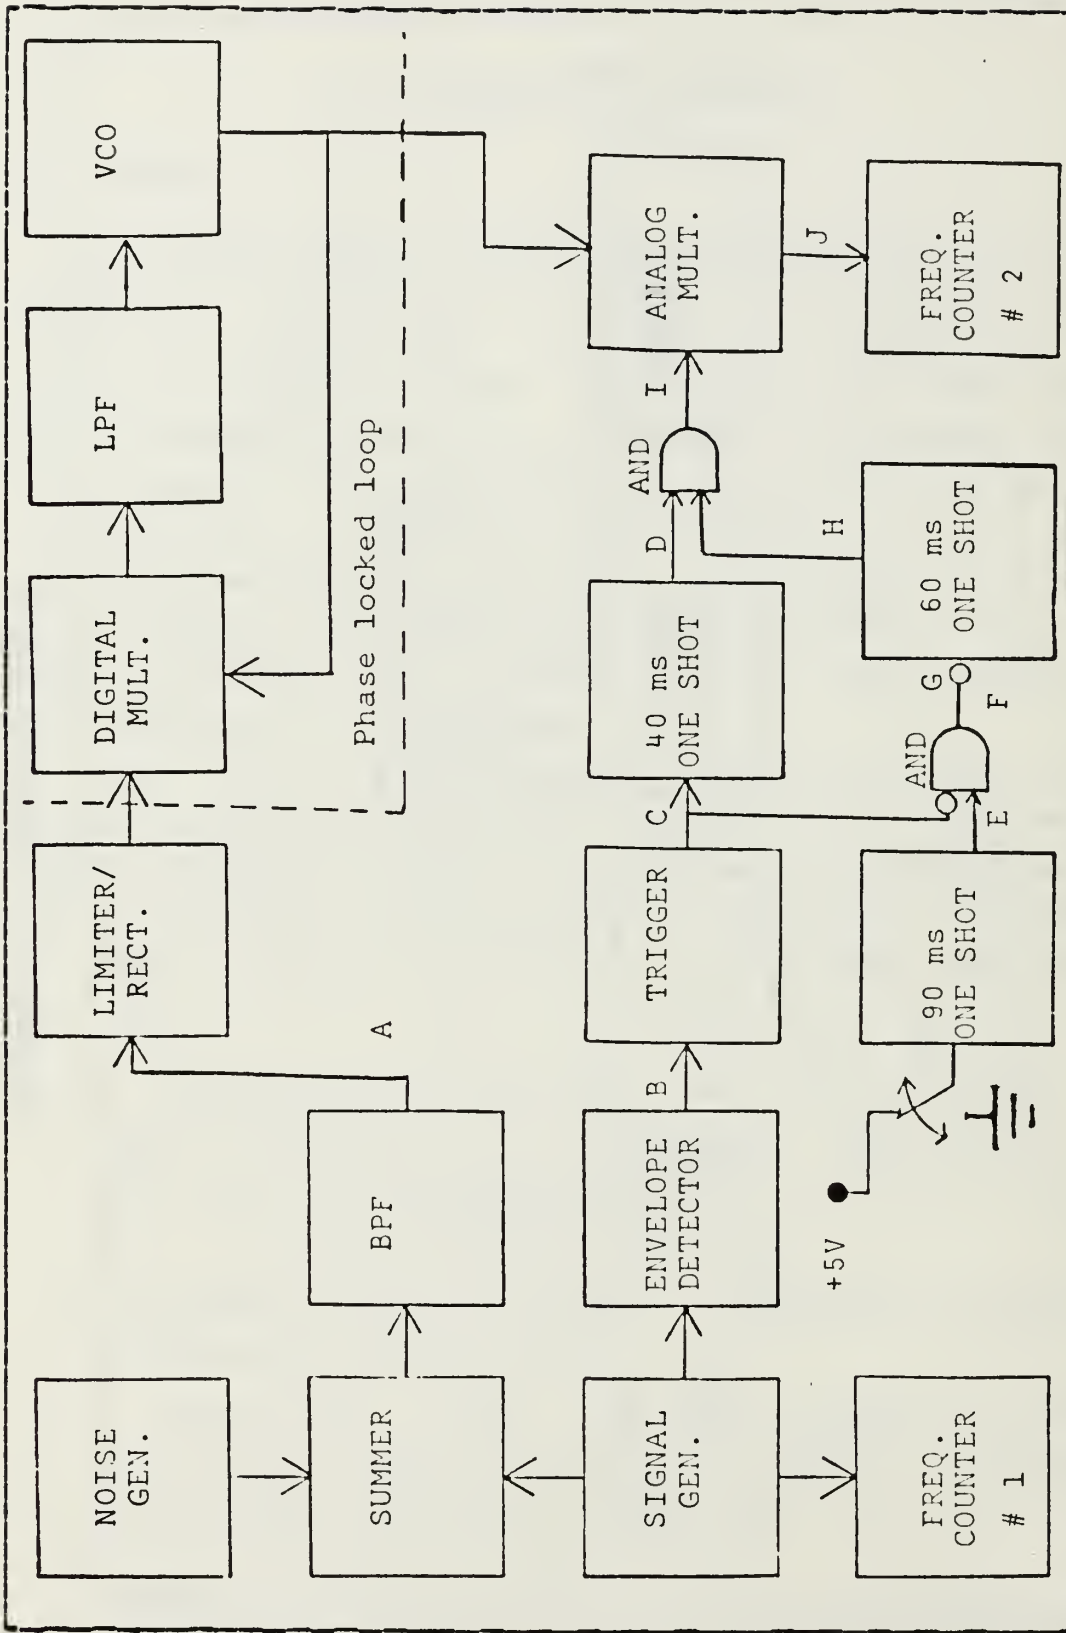 NOISE
GEN.
SUMMER
SIGNAL
GEN.
FREQ.
COUNTER
# 1
BPF
A
LIMITER/
RECT.
DIGITAL
MULT.
LPF
VCO
Phase locked loop
ENVELOPE
DETECTOR
B
TRIGGER
C
40 ms
ONE SHOT
D
AND
I
ANALOG
MULT.
J
FREQ.
COUNTER
# 2
+5V
90 ms
ONE SHOT
E
AND
F
G
60 ms
ONE SHOT
H